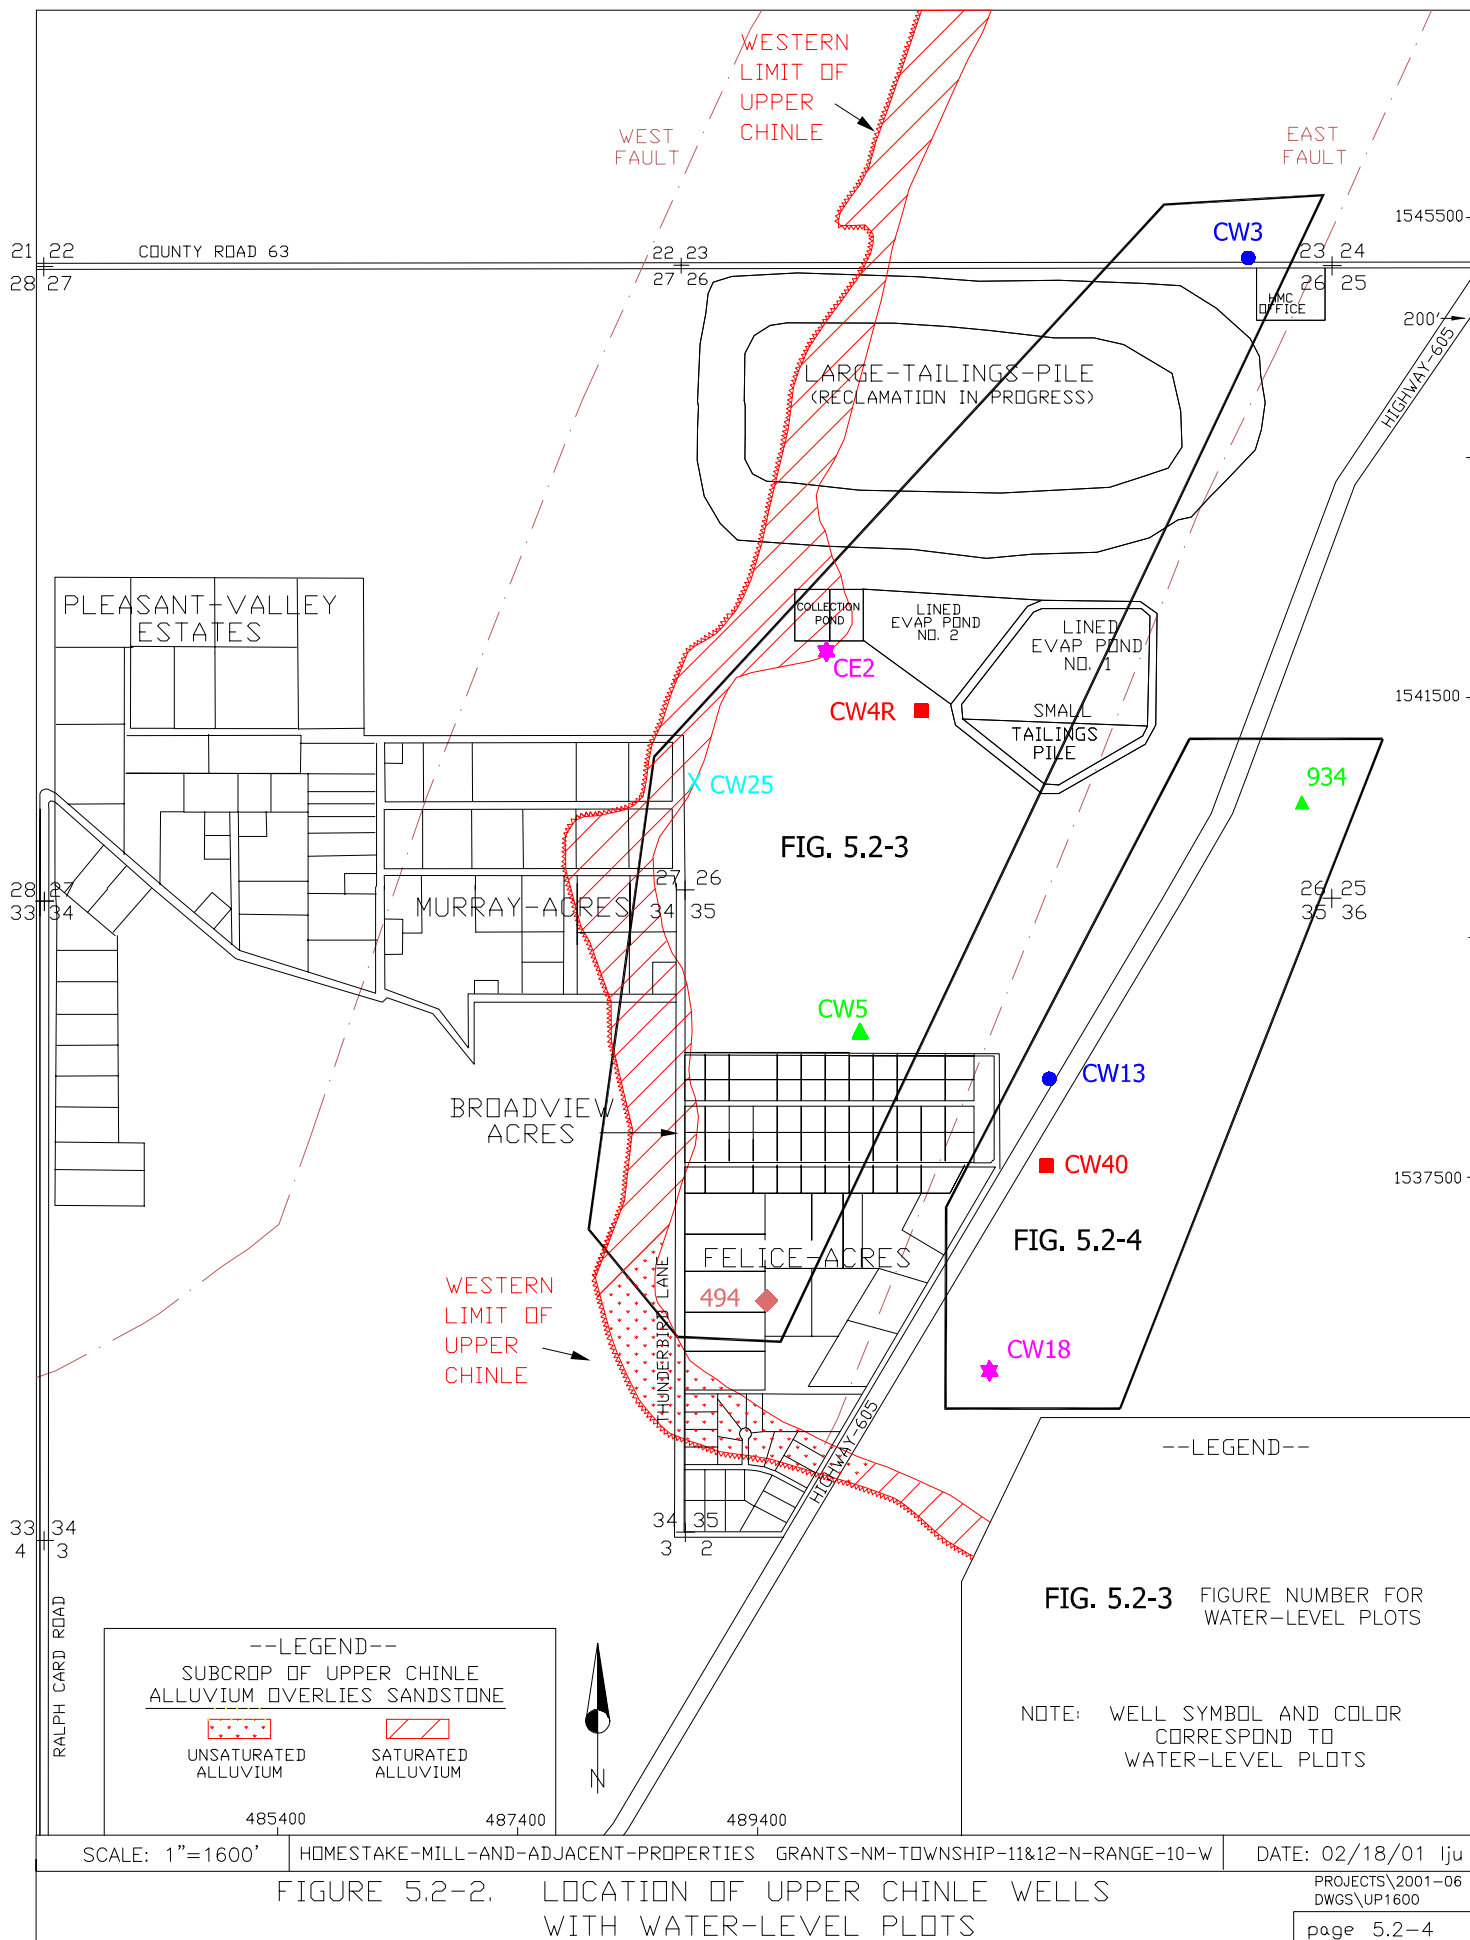 WESTERN
LIMIT OF
UPPER
CHINLE
WEST
FAULT
EAST
FAULT
1545500
CW3
21 22
28 27
COUNTY ROAD 63
22 23
27 26
23 24
26 25
HMC
OFFICE
200'
HIGHWAY-605
LARGE-TAILINGS-PILE
(RECLAMATION IN PROGRESS)
PLEASANT-VALLEY
ESTATES
COLLECTION
POND
LINED
EVAP POND
NO. 2
LINED
EVAP POND
NO. 1
CE2
CW4R
SMALL
TAILINGS
PILE
1541500
CW25
934
FIG. 5.2-3
28 27
33 34
MURRAY-ACRES
27 26
34 35
26 25
35 36
CW5
CW13
BROADVIEW
ACRES
CW40
1537500
FIG. 5.2-4
FELICE-ACRES
WESTERN
LIMIT OF
UPPER
CHINLE
494
THUNDERBIRD LANE
CW18
HIGHWAY-605
--LEGEND--
33 34
4 3
34 35
3 2
FIG. 5.2-3 FIGURE NUMBER FOR
WATER-LEVEL PLOTS
NOTE: WELL SYMBOL AND COLOR
CORRESPOND TO
WATER-LEVEL PLOTS
RALPH CARD ROAD
--LEGEND--
SUBCROP OF UPPER CHINLE
ALLUVIUM OVERLIES SANDSTONE
UNSATURATED
ALLUVIUM
SATURATED
ALLUVIUM
N
485400
487400
489400
SCALE: 1"=1600'
HOMESTAKE-MILL-AND-ADJACENT-PROPERTIES GRANTS-NM-TOWNSHIP-11&12-N-RANGE-10-W
DATE: 02/18/01 lju
FIGURE 5.2-2. LOCATION OF UPPER CHINLE WELLS
WITH WATER-LEVEL PLOTS
PROJECTS\2001-06
DWGS\UP1600
page 5.2-4